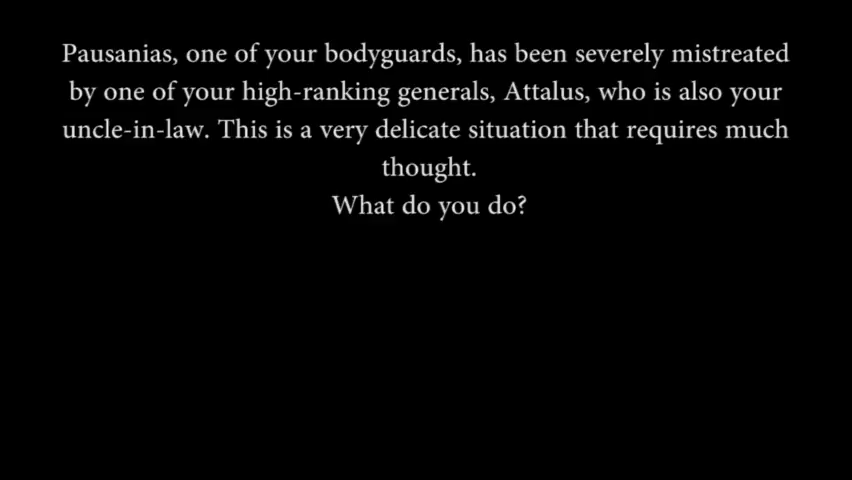 Pausanias, one of your bodyguards, has been severely mistreated
by one of your high-ranking generals, Attalus, who is also your
uncle-in-law. This is a very delicate situation that requires much
thought.
What do you do?